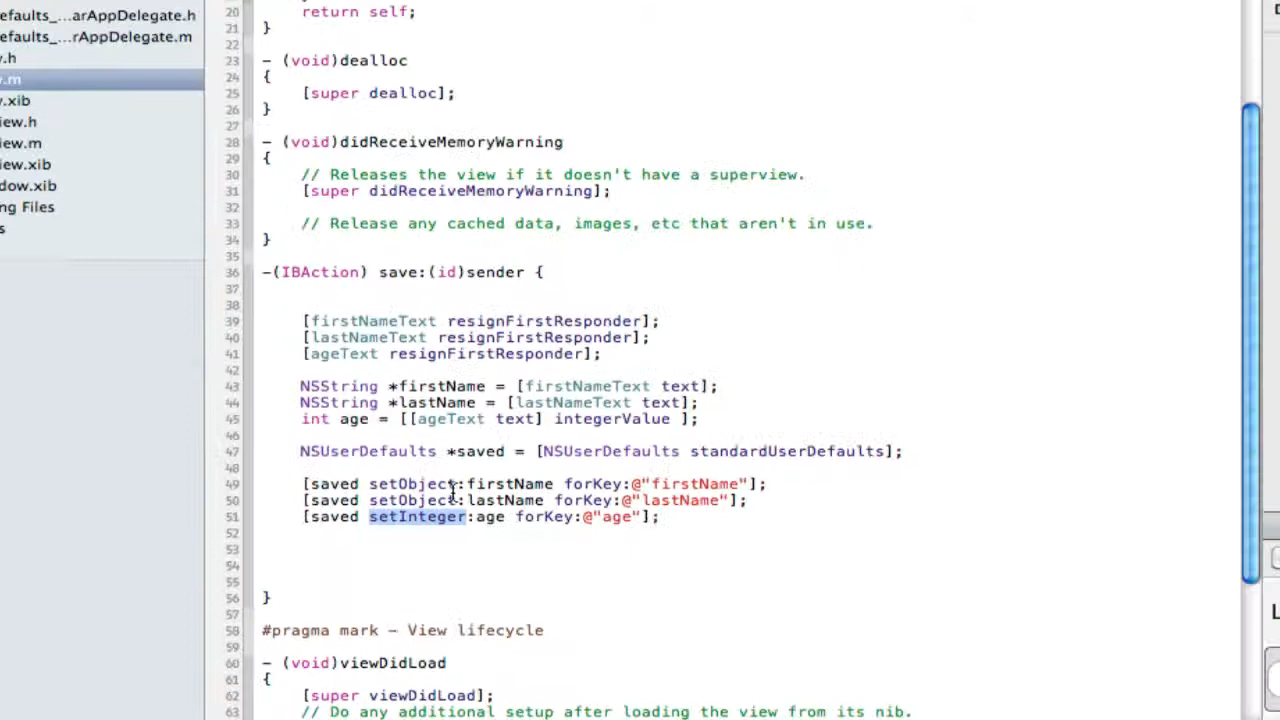 efaults_...arAppDelegate.h
efaults_...rAppDelegate.m
.h
.m
.xib
iew.h
iew.m
iew.xib
dow.xib
ng Files
s
20 return self;
21 }
22
23 - (void)dealloc
24 {
25 [super dealloc];
26 }
27
28 - (void)didReceiveMemoryWarning
29 {
30 // Releases the view if it doesn't have a superview.
31 [super didReceiveMemoryWarning];
32
33 // Release any cached data, images, etc that aren't in use.
34 }
35
36 -(IBAction) save:(id)sender {
37
38
39 [firstNameText resignFirstResponder];
40 [lastNameText resignFirstResponder];
41 [ageText resignFirstResponder];
42
43 NSString *firstName = [firstNameText text];
44 NSString *lastName = [lastNameText text];
45 int age = [[ageText text] integerValue ];
46
47 NSUserDefaults *saved = [NSUserDefaults standardUserDefaults];
48
49 [saved setObject:firstName forKey:@"firstName"];
50 [saved setObject:lastName forKey:@"lastName"];
51 [saved setInteger:age forKey:@"age"];
52
53
54
55
56 }
57
58 #pragma mark - View lifecycle
59
60 - (void)viewDidLoad
61 {
62 [super viewDidLoad];
63 // Do any additional setup after loading the view from its nib.